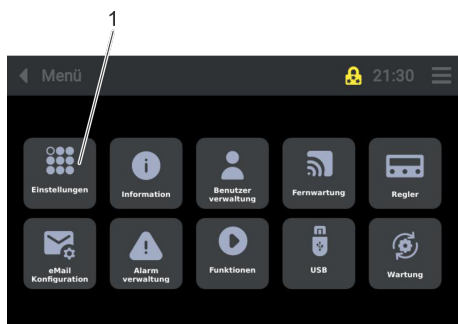 1
Menü 21:30
Einstellungen
Information
Benutzer
verwaltung
Fernwartung
Regler
eMail
Konfiguration
Alarm
verwaltung
Funktionen
USB
Wartung